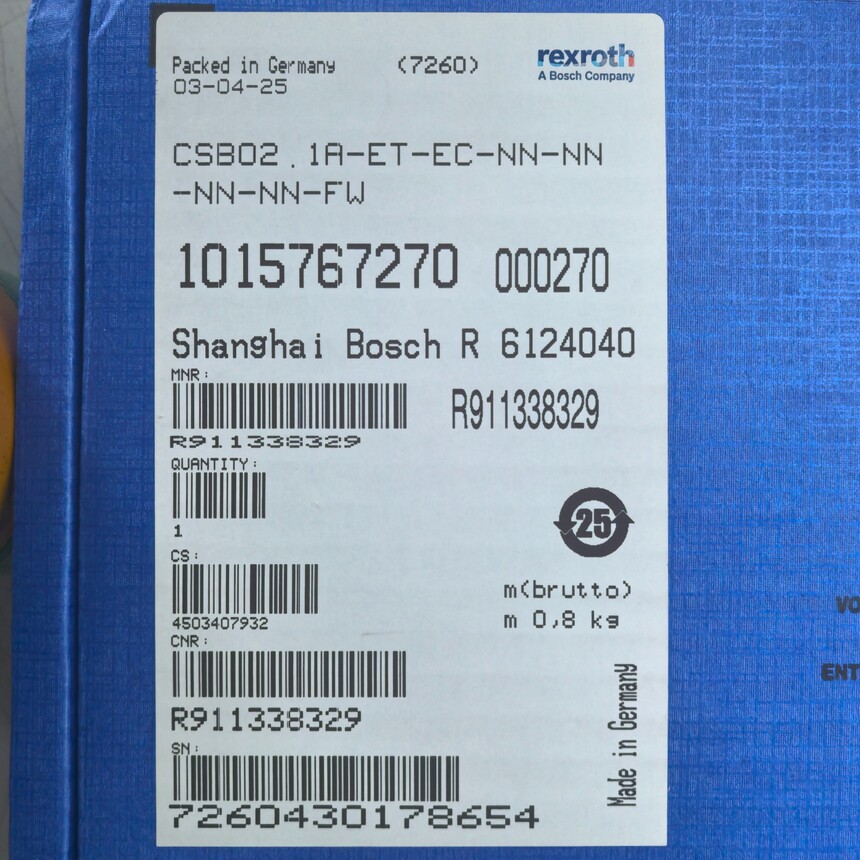 Packed in Germany (7260)
03-04-25
rexroth
A Bosch Company
CSB02.1A-ET-EC-NN-NN
-NN-NN-FW
1015767270 000270
Shanghai Bosch R 6124040
MNR:
R911338329
R911338329
QUANTITY:
1
25
CS:
4503407932
m(brutto)
m 0,8 kg
CNR:
R911338329
SN:
7260430178654
Made in Germany
VO
ENT